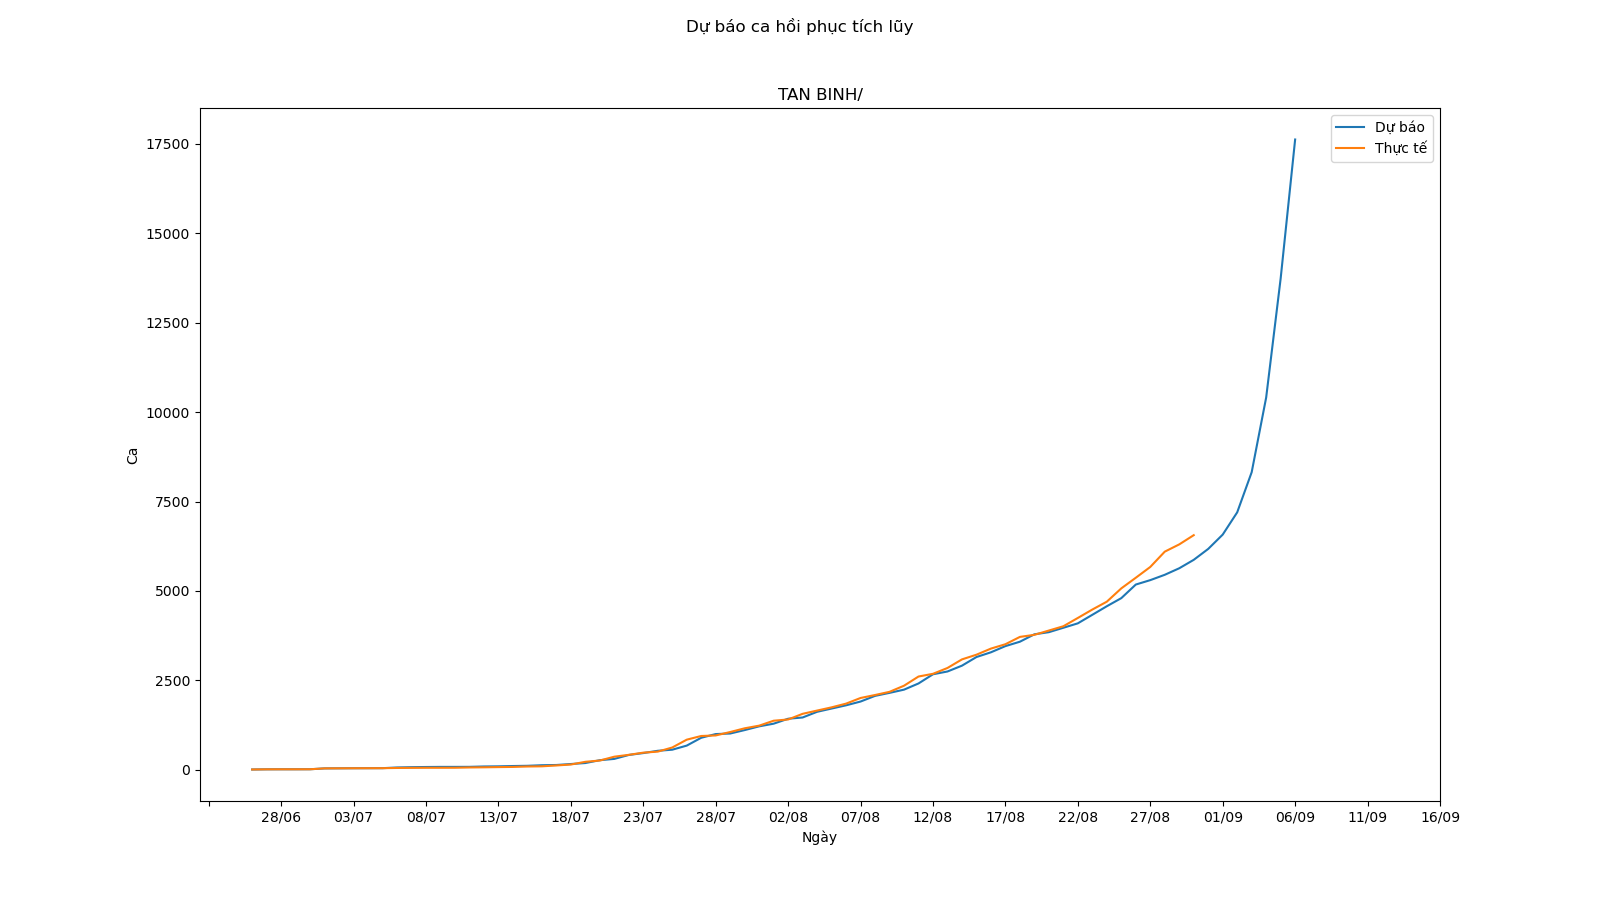 Dự báo ca hồi phục tích lũy
TAN BINH/
Dự báo
Thực tế
17500
15000
12500
10000
7500
5000
2500
0
Ca
28/06 03/07 08/07 13/07 18/07 23/07 28/07 02/08 07/08 12/08 17/08 22/08 27/08 01/09 06/09 11/09 16/09
Ngày